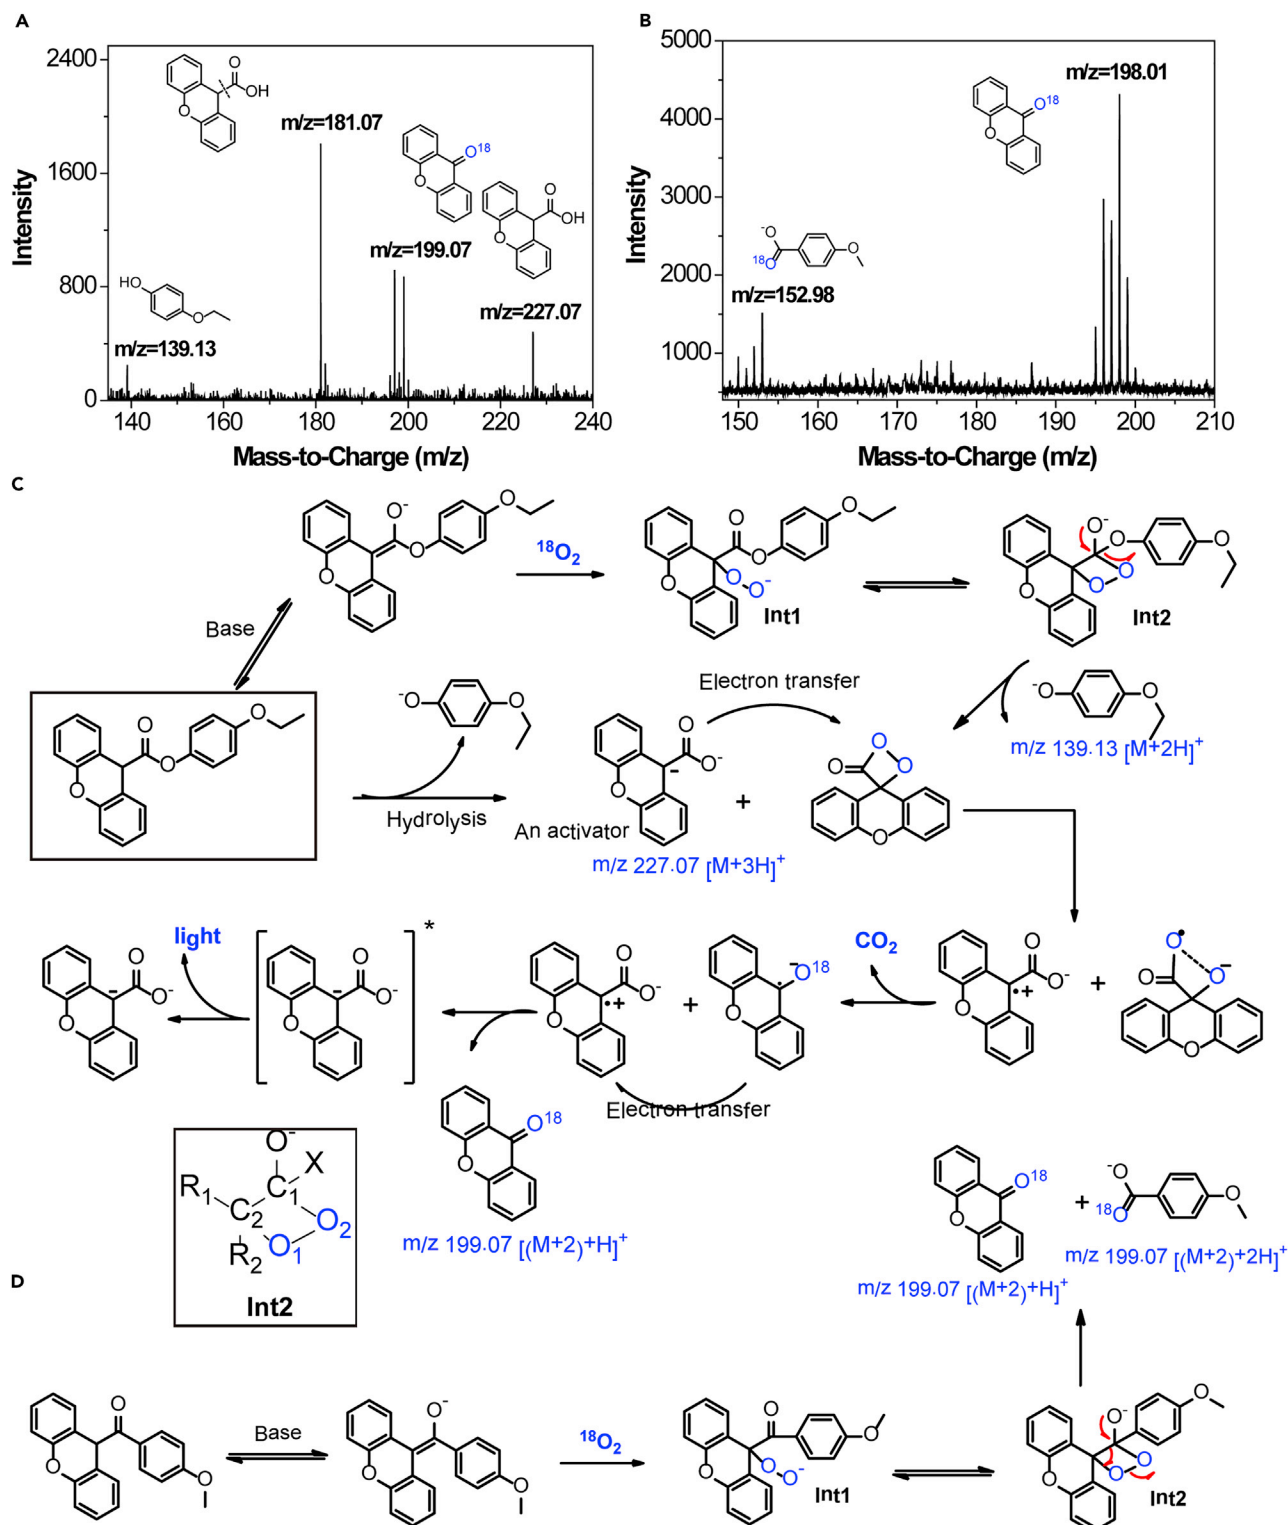 A
B
2400
1600
800
0
Intensity
140
160
180
200
220
240
Mass-to-Charge (m/z)
O
OH
O
m/z=181.07
O¹⁸
O
O
OH
O
m/z=199.07
HO
O
m/z=139.13
m/z=227.07
5000
4000
3000
2000
1000
Intensity
150
160
170
180
190
200
210
Mass-to-Charge (m/z)
m/z=198.01
O¹⁸
O
⁻O
¹⁸O
O
m/z=152.98
C
O⁻
O
O
O
¹⁸O₂
O
O
O
O
O
O⁻
Int1
O⁻
O
O
O
O
O
Int2
Base
O
O
O
O
⁻O
O
Hydrolysis
Electron transfer
O
O⁻
O
–
An activator
m/z 227.07 [M+3H]⁺
+
O
O
O
O
⁻O
O
m/z 139.13 [M+2H]⁺
light
O
O⁻
O
–
O
O⁻
O
–
*
O
O⁻
O
•+
+
–
O¹⁸
O
•
CO₂
O
O⁻
O
•+
+
O•
O–
O
O
Electron transfer
O¹⁸
O
m/z 199.07 [(M+2)+H]⁺
O⁻
X
R₁
C₁
C₂
O₂
O₁
R₂
Int2
O¹⁸
O
+
⁻O
¹⁸O
O
m/z 199.07 [(M+2)+H]⁺
m/z 199.07 [(M+2)+2H]⁺
D
O
O
O
Base
O⁻
O
O
¹⁸O₂
O
O
O
O
O⁻
Int1
O⁻
O
O
O
O
Int2